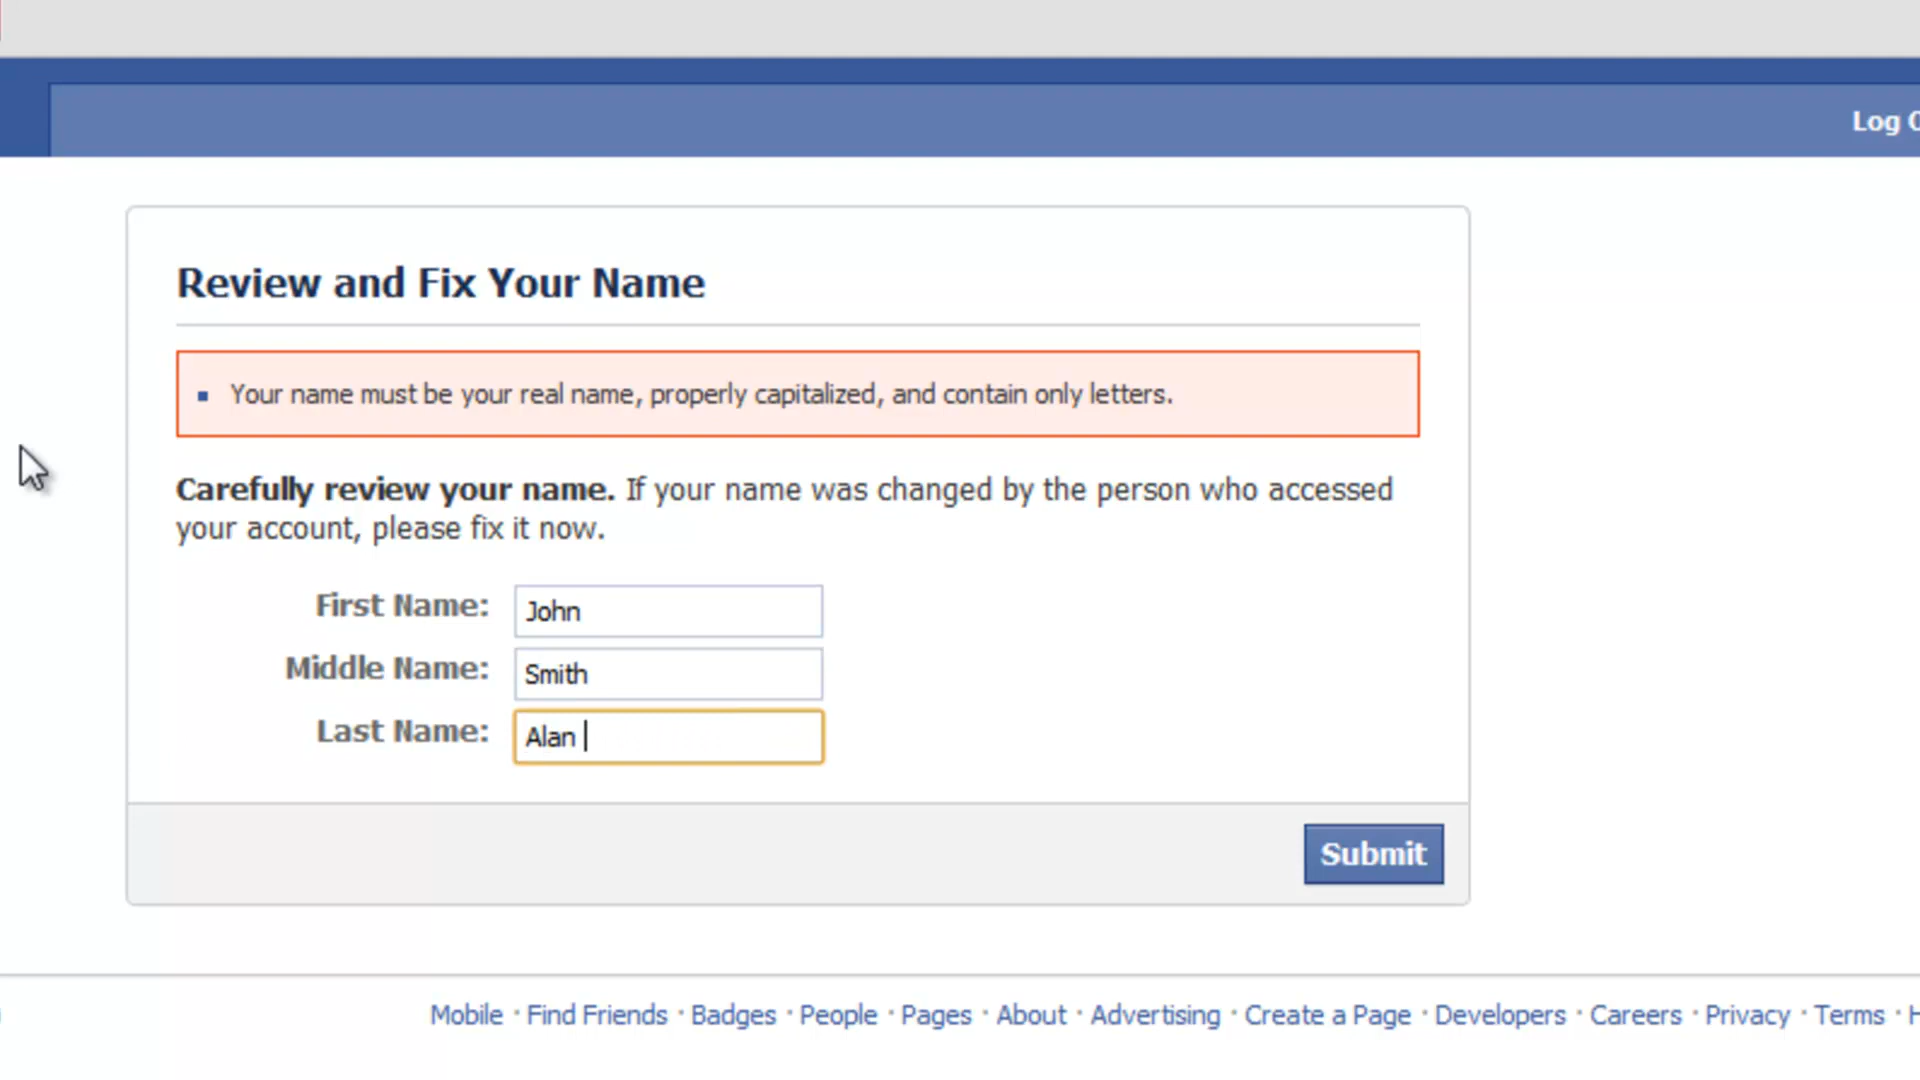 Log
Review and Fix Your Name
Your name must be your real name, properly capitalized, and contain only letters.
Carefully review your name. If your name was changed by the person who accessed
your account, please fix it now.
First Name: John
Middle Name: Smith
Last Name: Alan
Submit
Mobile · Find Friends · Badges · People · Pages · About · Advertising · Create a Page · Developers · Careers · Privacy · Terms ·